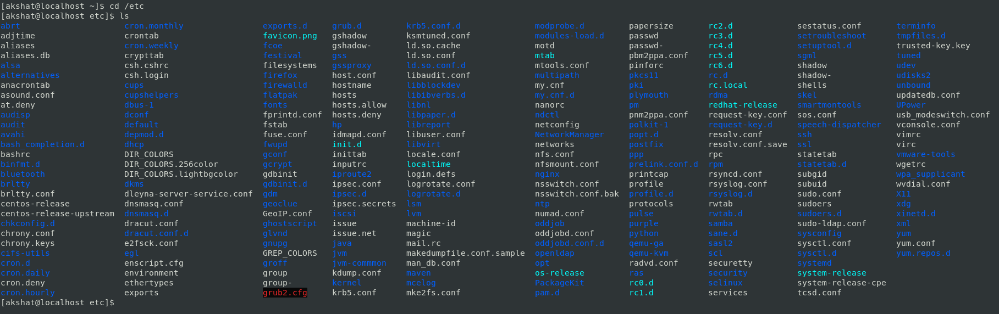 [akshat@localhost ~]$ cd /etc
[akshat@localhost etc]$ ls
abrt cron.monthly exports.d grub.d krb5.conf.d modprobe.d papersize rc2.d sestatus.conf terminfo
adjtime crontab favicon.png gshadow ksmtuned.conf modules-load.d passwd rc3.d setroubleshoot tmpfiles.d
aliases cron.weekly fcoe gshadow- ld.so.cache motd passwd- rc4.d setuptool.d trusted-key.key
aliases.db crypttab festival gss ld.so.conf mtab pbm2ppa.conf rc5.d sgml tuned
alsa csh.cshrc filesystems gssproxy ld.so.conf.d mtools.conf pinforc rc6.d shadow udev
alternatives csh.login firefox host.conf libaudit.conf multipath pkcs11 rc.d shadow- udisks2
anacrontab cups firewalld hostname libblockdev my.cnf pki rc.local shells unbound
asound.conf cupshelpers flatpak hosts libibverbs.d my.cnf.d plymouth rdma skel updatedb.conf
at.deny dbus-1 fonts hosts.allow libnl nanorc pm redhat-release smartmontools UPower
audisp dconf fprintd.conf hosts.deny libpaper.d ndctl pnm2ppa.conf request-key.conf sos.conf usb_modeswitch.conf
audit default fstab hp libreport netconfig polkit-1 request-key.d speech-dispatcher vconsole.conf
avahi depmod.d fuse.conf idmapd.conf libuser.conf NetworkManager popt.d resolv.conf ssh vimrc
bash_completion.d dhcp fwupd init.d libvirt networks postfix resolv.conf.save ssl virc
bashrc DIR_COLORS gconf inittab locale.conf nfs.conf ppp rpc statetab vmware-tools
binfmt.d DIR_COLORS.256color gcrypt inputrc localtime nfsmount.conf prelink.conf.d rpm statetab.d wgetrc
bluetooth DIR_COLORS.lightbgcolor gdbinit iproute2 login.defs nginx printcap rsyncd.conf subgid wpa_supplicant
brltty dkms gdbinit.d ipsec.conf logrotate.conf nsswitch.conf profile rsyslog.conf subuid wvdial.conf
brltty.conf dleyna-server-service.conf gdm ipsec.d logrotate.d nsswitch.conf.bak profile.d rsyslog.d sudo.conf X11
centos-release dnsmasq.conf geoclue ipsec.secrets lsm ntp protocols rwtab sudoers xdg
centos-release-upstream dnsmasq.d GeoIP.conf iscsi lvm numad.conf pulse rwtab.d sudoers.d xinetd.d
chkconfig.d dracut.conf ghostscript issue machine-id oddjob purple samba sudo-ldap.conf xml
chrony.conf dracut.conf.d glvnd issue.net magic oddjobd.conf python sane.d sysconfig yum
chrony.keys e2fsck.conf gnupg java mail.rc oddjobd.conf.d qemu-ga sasl2 sysctl.conf yum.conf
cifs-utils egl GREP_COLORS jvm makedumpfile.conf.sample openldap qemu-kvm scl sysctl.d yum.repos.d
cron.d enscript.cfg groff jvm-commmon man_db.conf opt radvd.conf securetty systemd
cron.daily environment group kdump.conf maven os-release ras security system-release
cron.deny ethertypes group- kernel mcelog PackageKit rc0.d selinux system-release-cpe
cron.hourly exports grub2.cfg krb5.conf mke2fs.conf pam.d rc1.d services tcsd.conf
[akshat@localhost etc]$